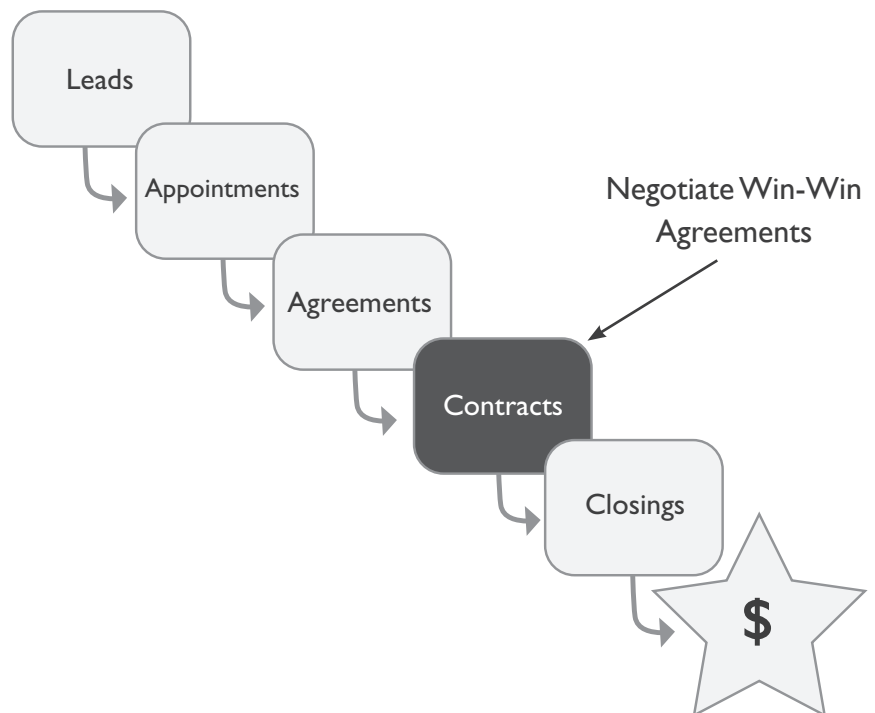 Leads
Appointments
Negotiate Win-Win
Agreements
Agreements
Contracts
Closings
$